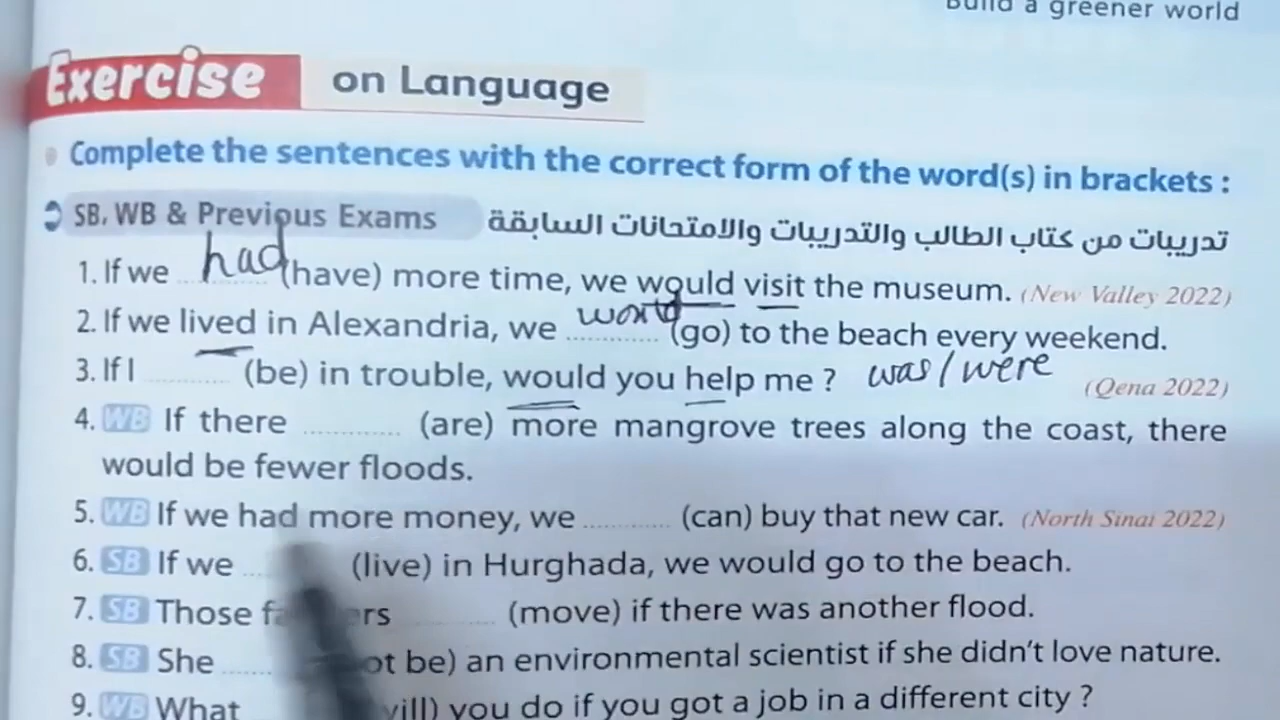 Build a greener world
Exercise on Language
Complete the sentences with the correct form of the word(s) in brackets :
SB, WB & Previous Exams تدريبات من كتاب الطالب والتدريبات والامتحانات السابقة
1. If we had (have) more time, we would visit the museum. (New Valley 2022)
2. If we lived in Alexandria, we would (go) to the beach every weekend.
3. If I ............ (be) in trouble, would you help me ? was/were (Qena 2022)
4. WB If there ............ (are) more mangrove trees along the coast, there
would be fewer floods.
5. WB If we had more money, we ............ (can) buy that new car. (North Sinai 2022)
6. SB If we .... (live) in Hurghada, we would go to the beach.
7. SB Those ............ (move) if there was another flood.
8. SB She ....... be) an environmental scientist if she didn't love nature.
9. WB What you do if you got a job in a different city ?